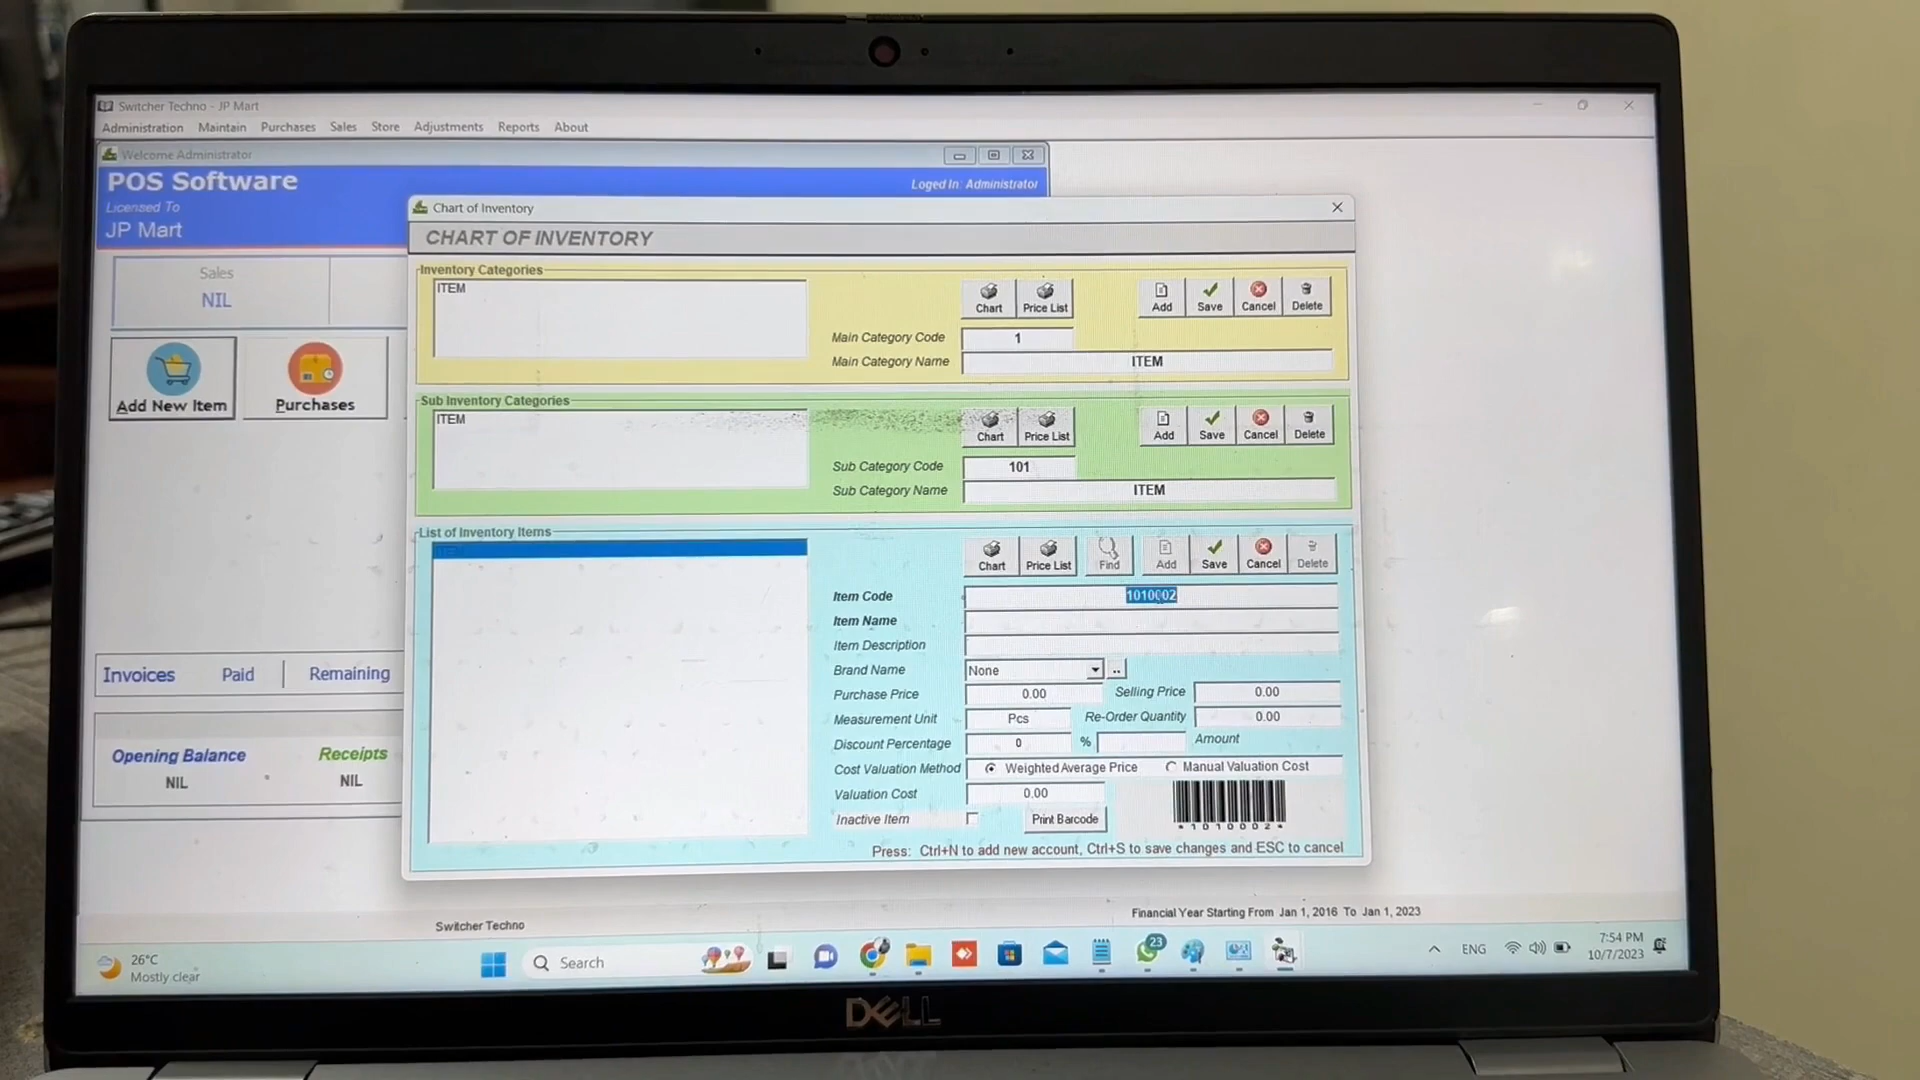 Switcher Techno - JP Mart
Administration Maintain Purchases Sales Store Adjustments Reports About
Welcome Administrator
POS Software
Loged In: Administrator
Licensed To
JP Mart
Sales
NIL
Add New Item
Purchases
Invoices Paid Remaining
Opening Balance Receipts
NIL NIL
Chart of Inventory
CHART OF INVENTORY
Inventory Categories
ITEM
Chart Price List Add Save Cancel Delete
Main Category Code 1
Main Category Name ITEM
Sub Inventory Categories
ITEM
Chart Price List Add Save Cancel Delete
Sub Category Code 101
Sub Category Name ITEM
List of Inventory Items
Chart Price List Find Add Save Cancel Delete
Item Code 1010002
Item Name
Item Description
Brand Name None ..
Purchase Price 0.00 Selling Price 0.00
Measurement Unit Pcs Re-Order Quantity 0.00
Discount Percentage 0 % Amount
Cost Valuation Method Weighted Average Price Manual Valuation Cost
Valuation Cost 0.00
Inactive Item Print Barcode
*1010002*
Press: Ctrl+N to add new account, Ctrl+S to save changes and ESC to cancel
Switcher Techno
Financial Year Starting From Jan 1, 2016 To Jan 1, 2023
26°C
Mostly clear
Search
23
ENG
7:54 PM
10/7/2023
DELL